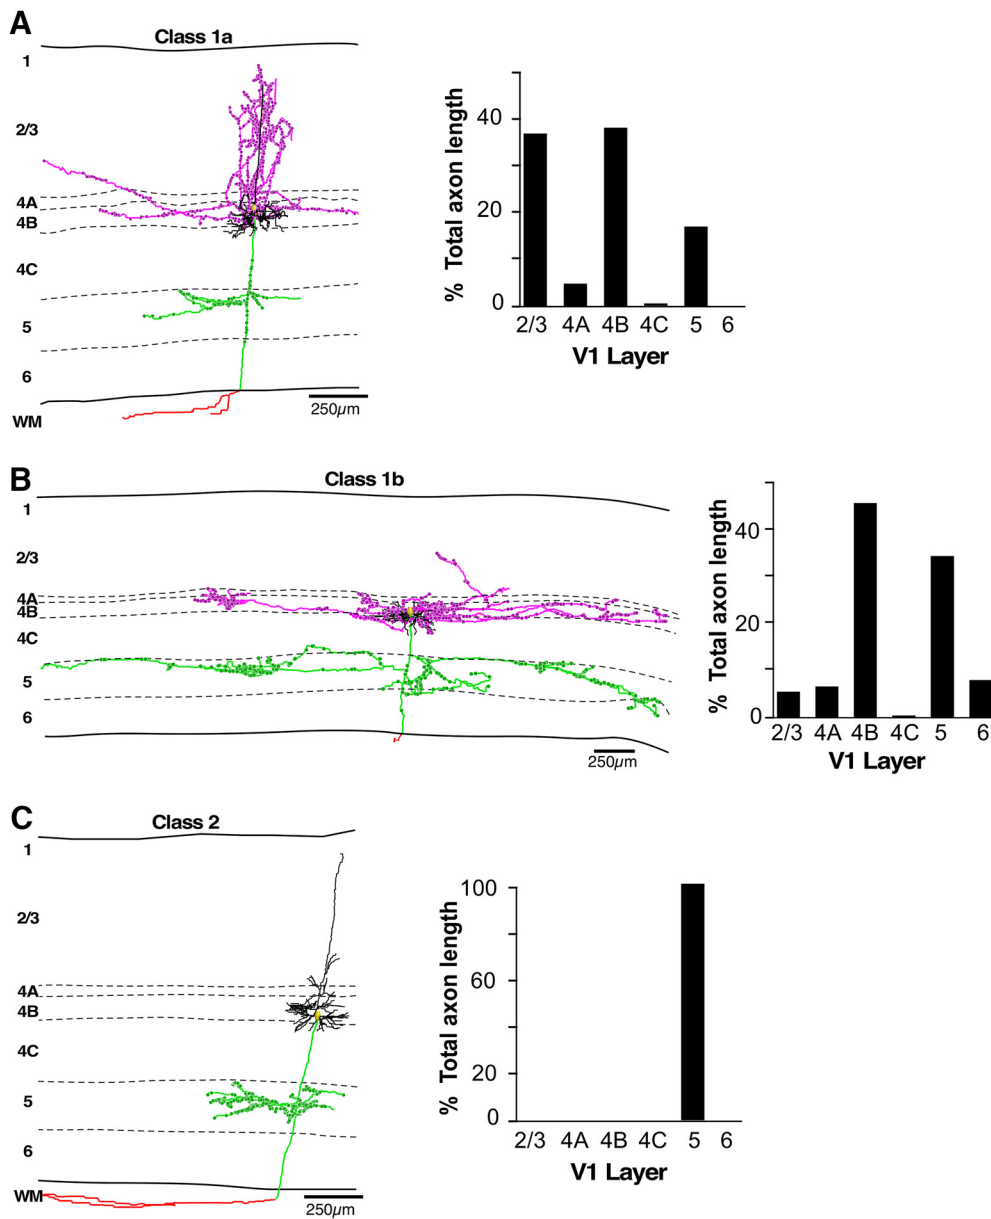 A
Class 1a
1
2/3
4A
4B
4C
5
6
WM
250µm
% Total axon length
40
20
0
2/3 4A 4B 4C 5 6
V1 Layer
B
Class 1b
1
2/3
4A
4B
4C
5
6
250µm
% Total axon length
40
20
0
2/3 4A 4B 4C 5 6
V1 Layer
C
Class 2
1
2/3
4A
4B
4C
5
6
WM
250µm
% Total axon length
100
60
20
0
2/3 4A 4B 4C 5 6
V1 Layer